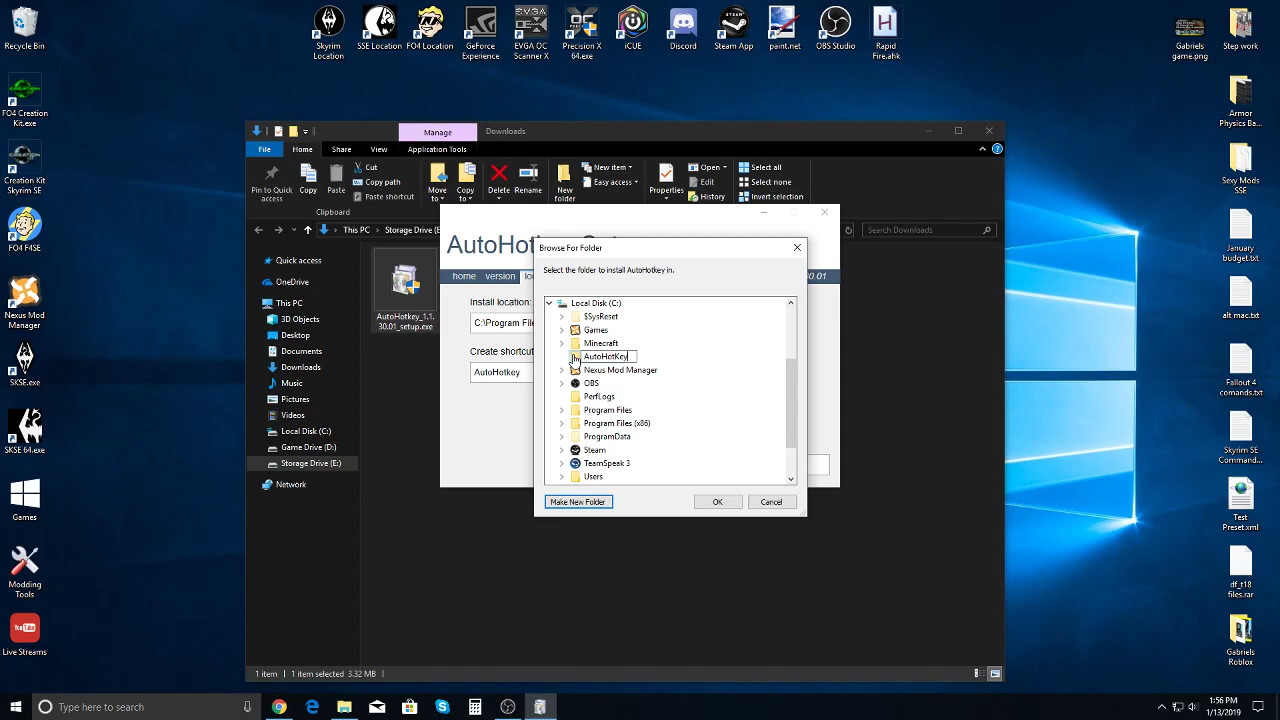 Recycle Bin
Skyrim Location
SSE Location
FO4 Location
GeForce Experience
EVGA OC Scanner X
Precision X 64.exe
iCUE
Discord
Steam App
paint.net
OBS Studio
Rapid Fire.ahk
Gabriels game.png
Step work
FO4 Creation Kit.exe
Creation Kit Skyrim SE
FO4 F4SE
Nexus Mod Manager
SKSE.exe
SKSE 64.exe
Games
Modding Tools
Live Streams
Armor Physics Ba...
Sexy Mods SSE
January budget.txt
alt mac.txt
Fallout 4 comands.txt
Skyrim SE Command...
Test Preset.xml
df_t18 files.rar
Gabriels Roblox
Manage
Downloads
File
Home
Share
View
Application Tools
Pin to Quick access
Copy
Paste
Cut
Copy path
Paste shortcut
Clipboard
Move to
Copy to
Delete
Rename
New folder
New item
Easy access
Properties
Open
Edit
History
Select all
Select none
Invert selection
This PC
Storage Drive (E
Search Downloads
Quick access
OneDrive
This PC
3D Objects
Desktop
Documents
Downloads
Music
Pictures
Videos
Local Disk (C:)
Game Drive (D:)
Storage Drive (E:)
Network
AutoHotkey_1.1.30.01_setup.exe
home
version
Install location:
C:\Program File
Create shortcut
AutoHotkey
Browse For Folder
Select the folder to install AutoHotkey in.
Local Disk (C:)
$SysReset
Games
Minecraft
AutoHotKey
Nexus Mod Manager
OBS
PerfLogs
Program Files
Program Files (x86)
ProgramData
Steam
TeamSpeak 3
Users
Make New Folder
OK
Cancel
1 item
1 item selected 3.32 MB
Type here to search
1:56 PM
1/13/2019